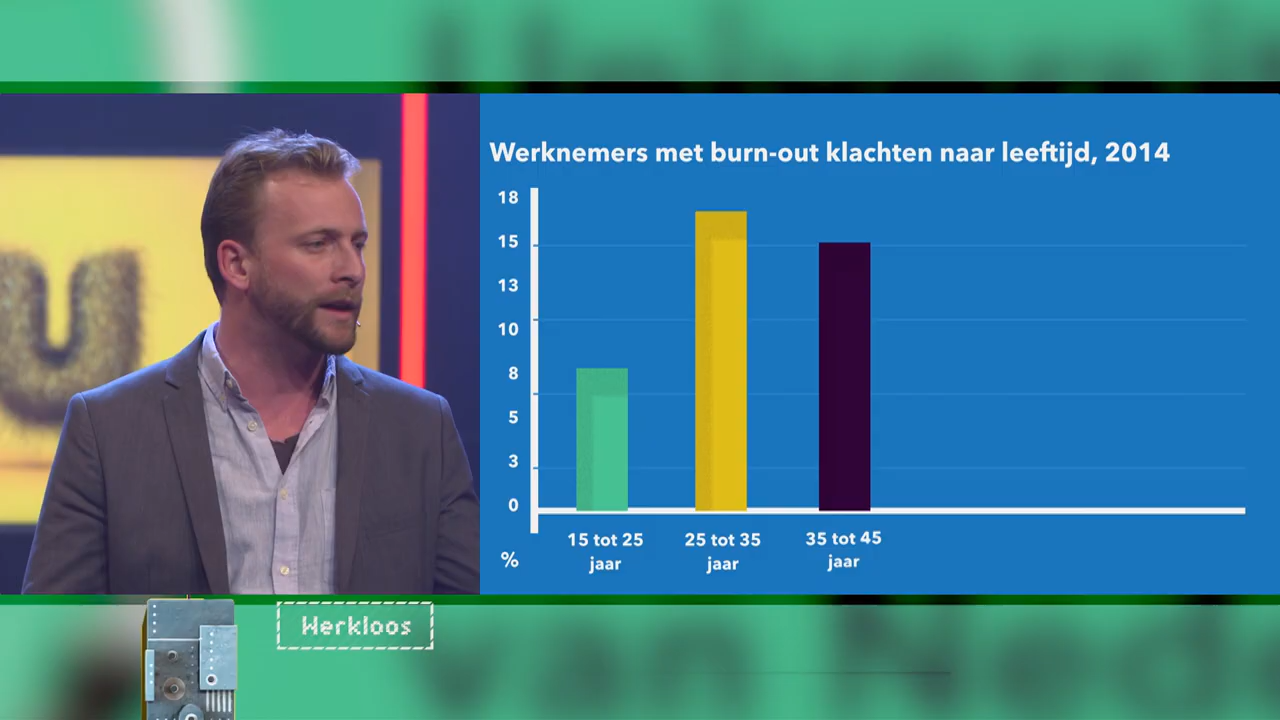 Werknemers met burn-out klachten naar leeftijd, 2014
18
15
13
10
8
5
3
0
%
15 tot 25
jaar
25 tot 35
jaar
35 tot 45
jaar
U
Werkloos